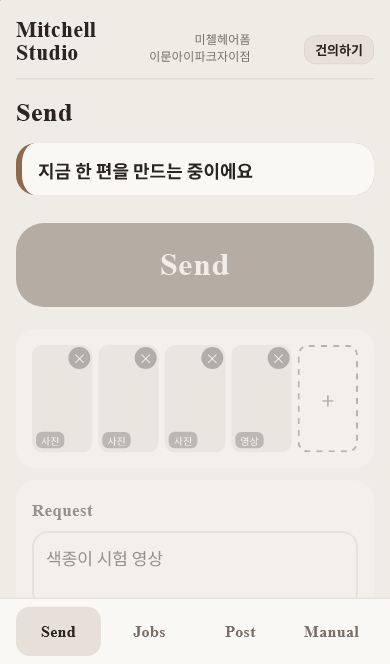 Mitchell
Studio
미젤헤어폼
이문아이파크자이점
건의하기
Send
지금 한 편을 만드는 중이에요
Send
사진
사진
사진
영상
+
Request
색종이 시험 영상
Send
Jobs
Post
Manual